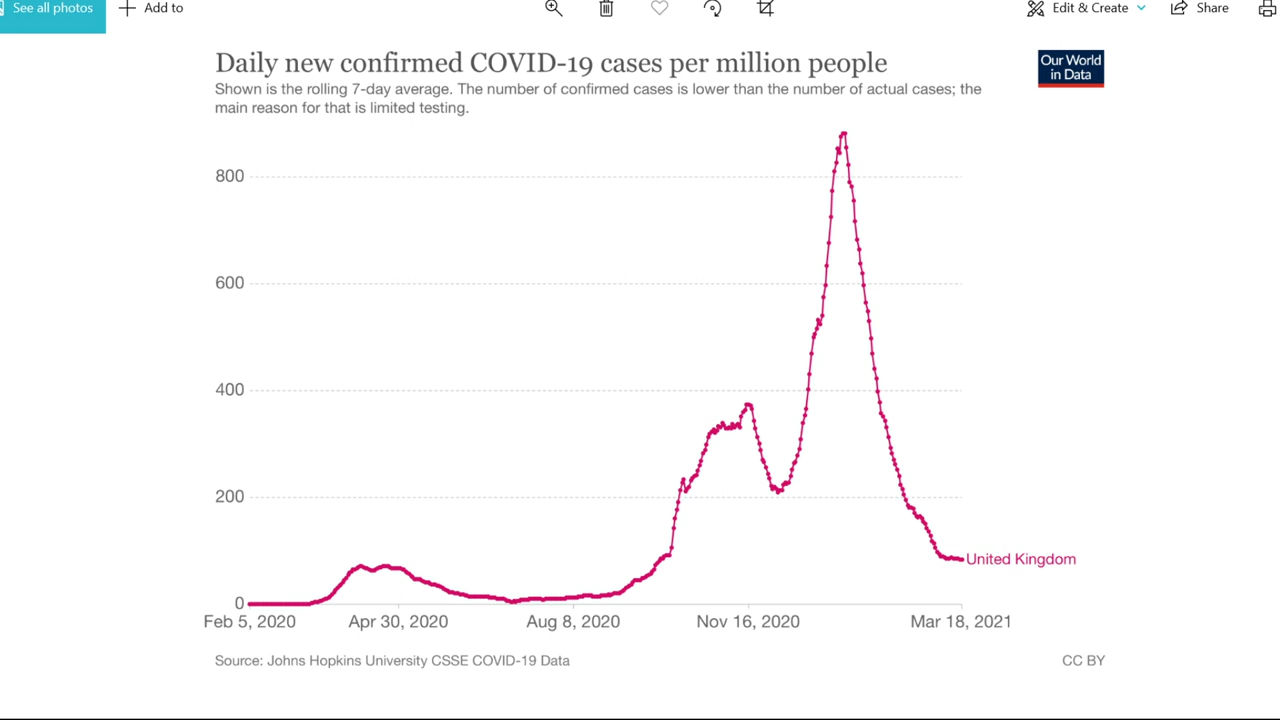 See all photos
Add to
Edit & Create
Share
Daily new confirmed COVID-19 cases per million people
Our World
in Data
Shown is the rolling 7-day average. The number of confirmed cases is lower than the number of actual cases; the
main reason for that is limited testing.
800
600
400
200
0
United Kingdom
Feb 5, 2020
Apr 30, 2020
Aug 8, 2020
Nov 16, 2020
Mar 18, 2021
Source: Johns Hopkins University CSSE COVID-19 Data
CC BY